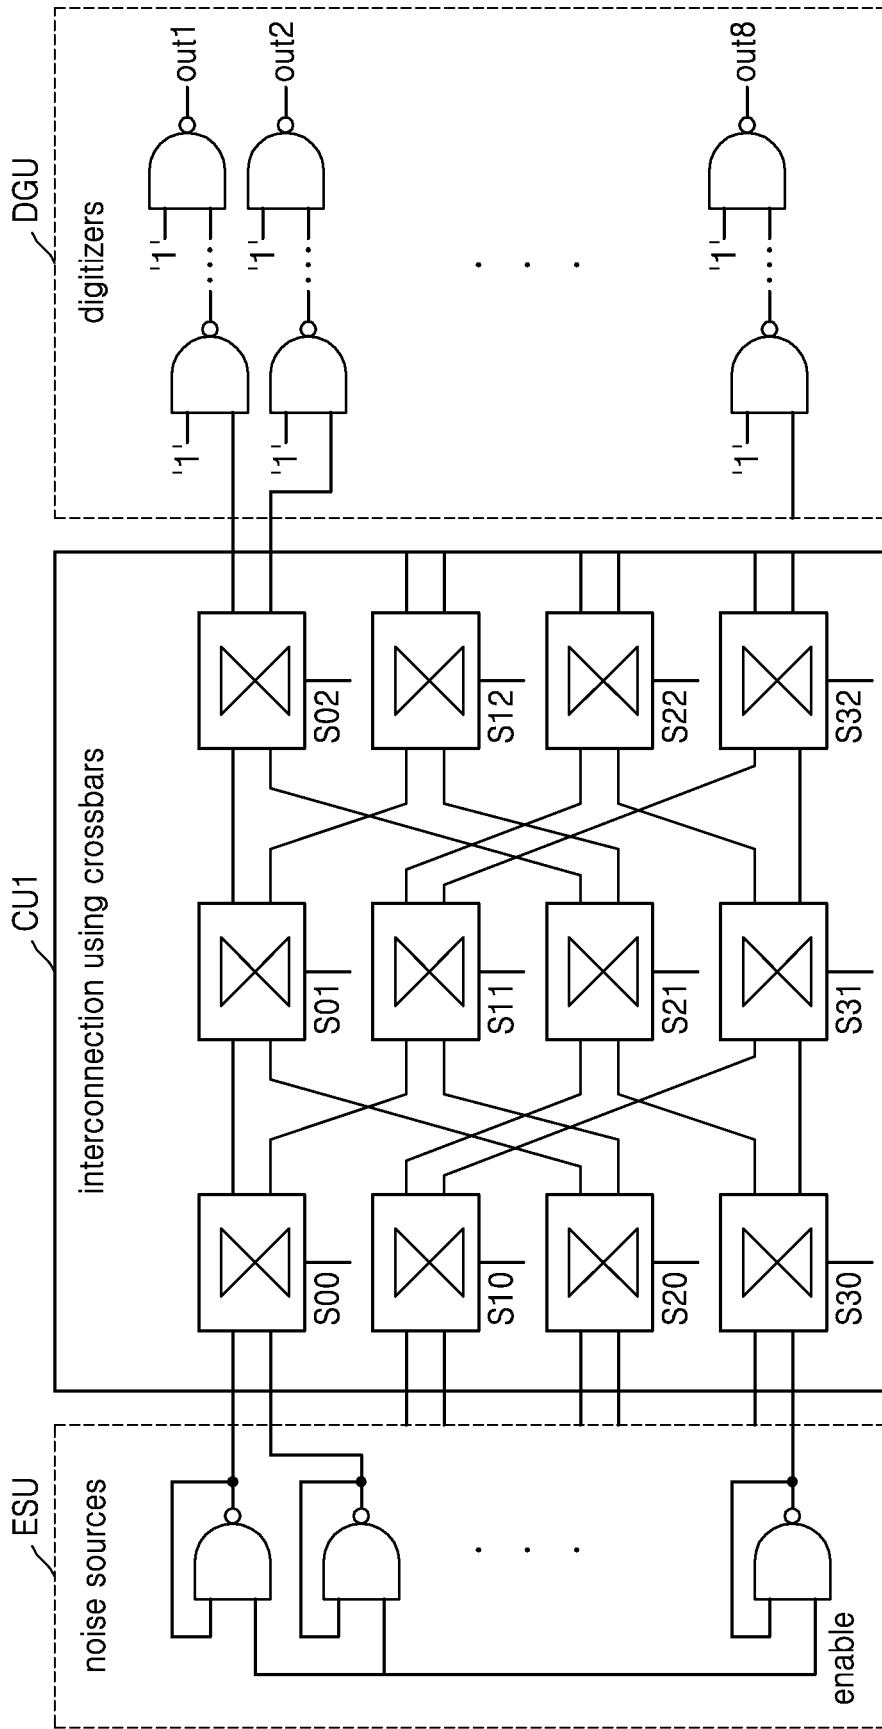 ESU
CU1
DGU
noise sources
interconnection using crossbars
digitizers
enable
S00
S01
S02
S10
S11
S12
S20
S21
S22
S30
S31
S32
'1'
'1'
out1
'1'
'1'
out2
'1'
'1'
out8